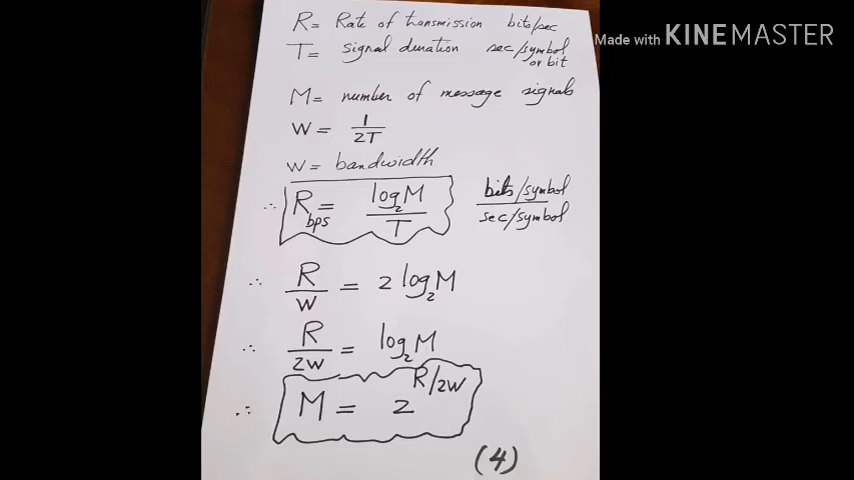 R= Rate of transmission bits/sec
T= signal duration sec/symbol
or bit
Made with KINEMASTER
M= number of message signals
W = 1/2T
W = bandwidth
∴ R bps = log₂M / T bits/symbol / sec/symbol
∴ R/W = 2 log₂M
∴ R/2W = log₂M
∴ M = 2^R/2W
(4)